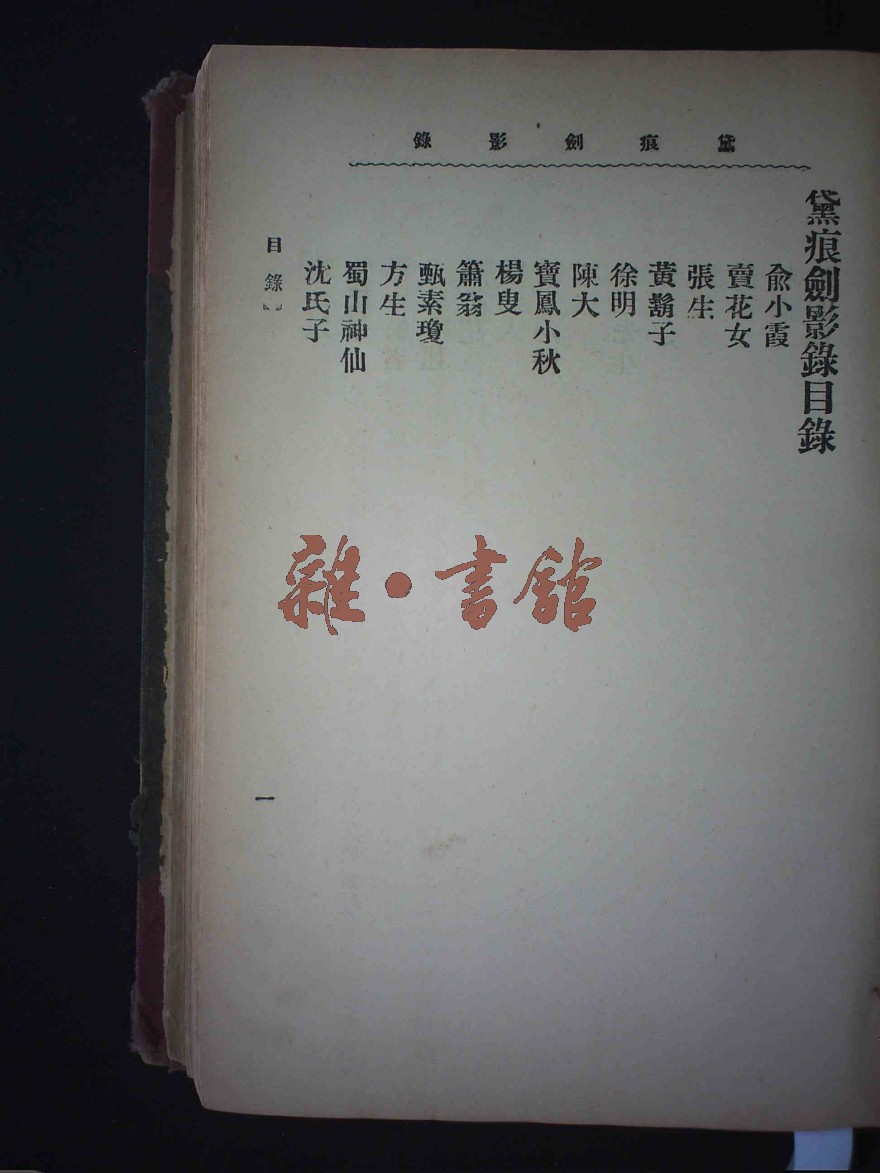 黛痕劍影錄
黛痕劍影錄目錄
俞小霞
賣花女
張生
黃鬍子
徐明
陳大
寶鳳小秋
楊叟
簫翁
甄素瓊
方生
蜀山神仙
沈氏子
目錄
一
雜·書館